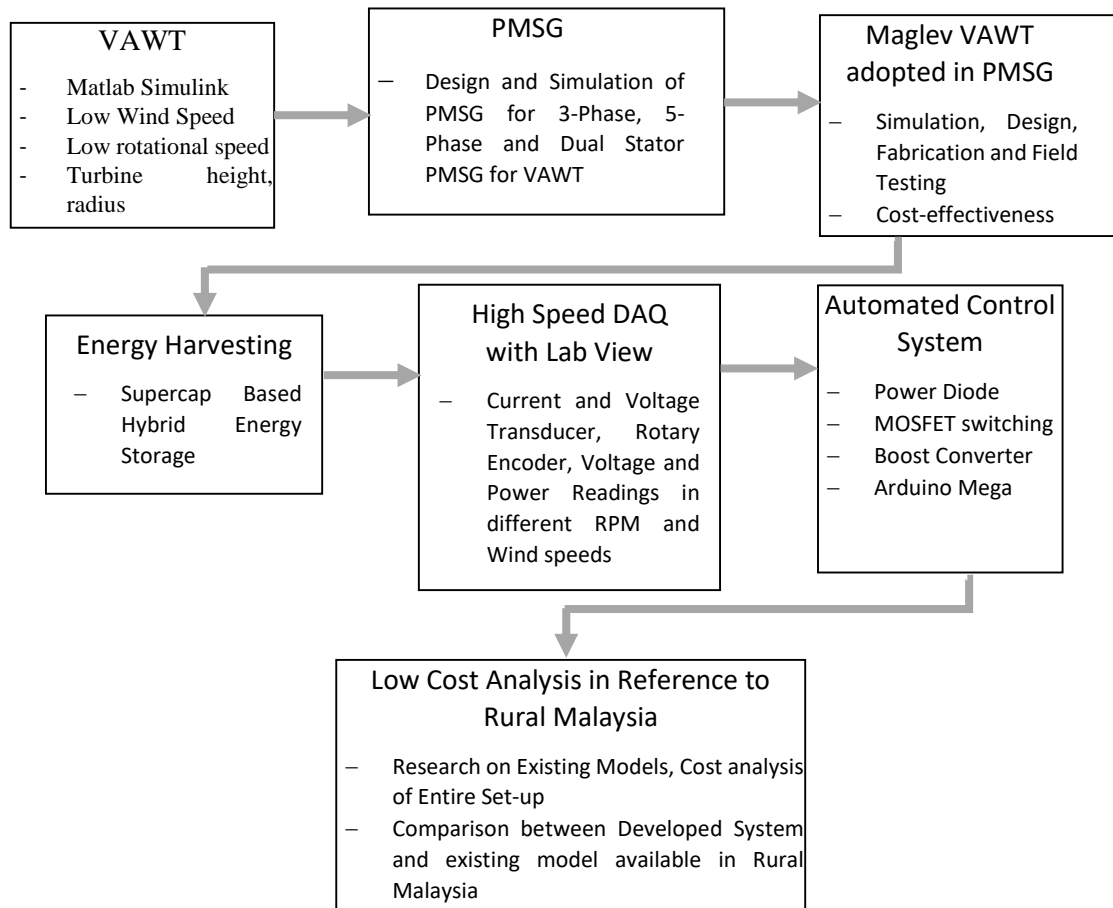 VAWT
- Matlab Simulink
- Low Wind Speed
- Low rotational speed
- Turbine height,
radius
PMSG
– Design and Simulation of
PMSG for 3-Phase, 5-
Phase and Dual Stator
PMSG for VAWT
Maglev VAWT
adopted in PMSG
– Simulation, Design,
Fabrication and Field
Testing
– Cost-effectiveness
Energy Harvesting
– Supercap Based
Hybrid Energy
Storage
High Speed DAQ
with Lab View
– Current and Voltage
Transducer, Rotary
Encoder, Voltage and
Power Readings in
different RPM and
Wind speeds
Automated Control
System
– Power Diode
– MOSFET switching
– Boost Converter
– Arduino Mega
Low Cost Analysis in Reference to
Rural Malaysia
– Research on Existing Models, Cost analysis
of Entire Set-up
– Comparison between Developed System
and existing model available in Rural
Malaysia